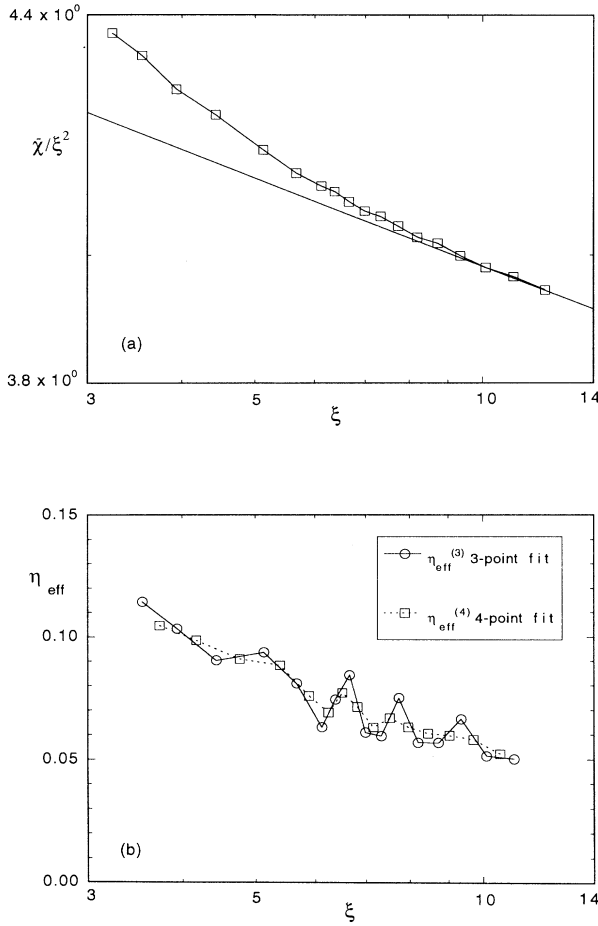 4.4 x 10⁰
χ̄/ξ²
(a)
3.8 x 10⁰
3 5 10 14
ξ
0.15
η eff
η eff (3) 3-point fit
η eff (4) 4-point fit
0.10
0.05
(b)
0.00
3 5 10 14
ξ